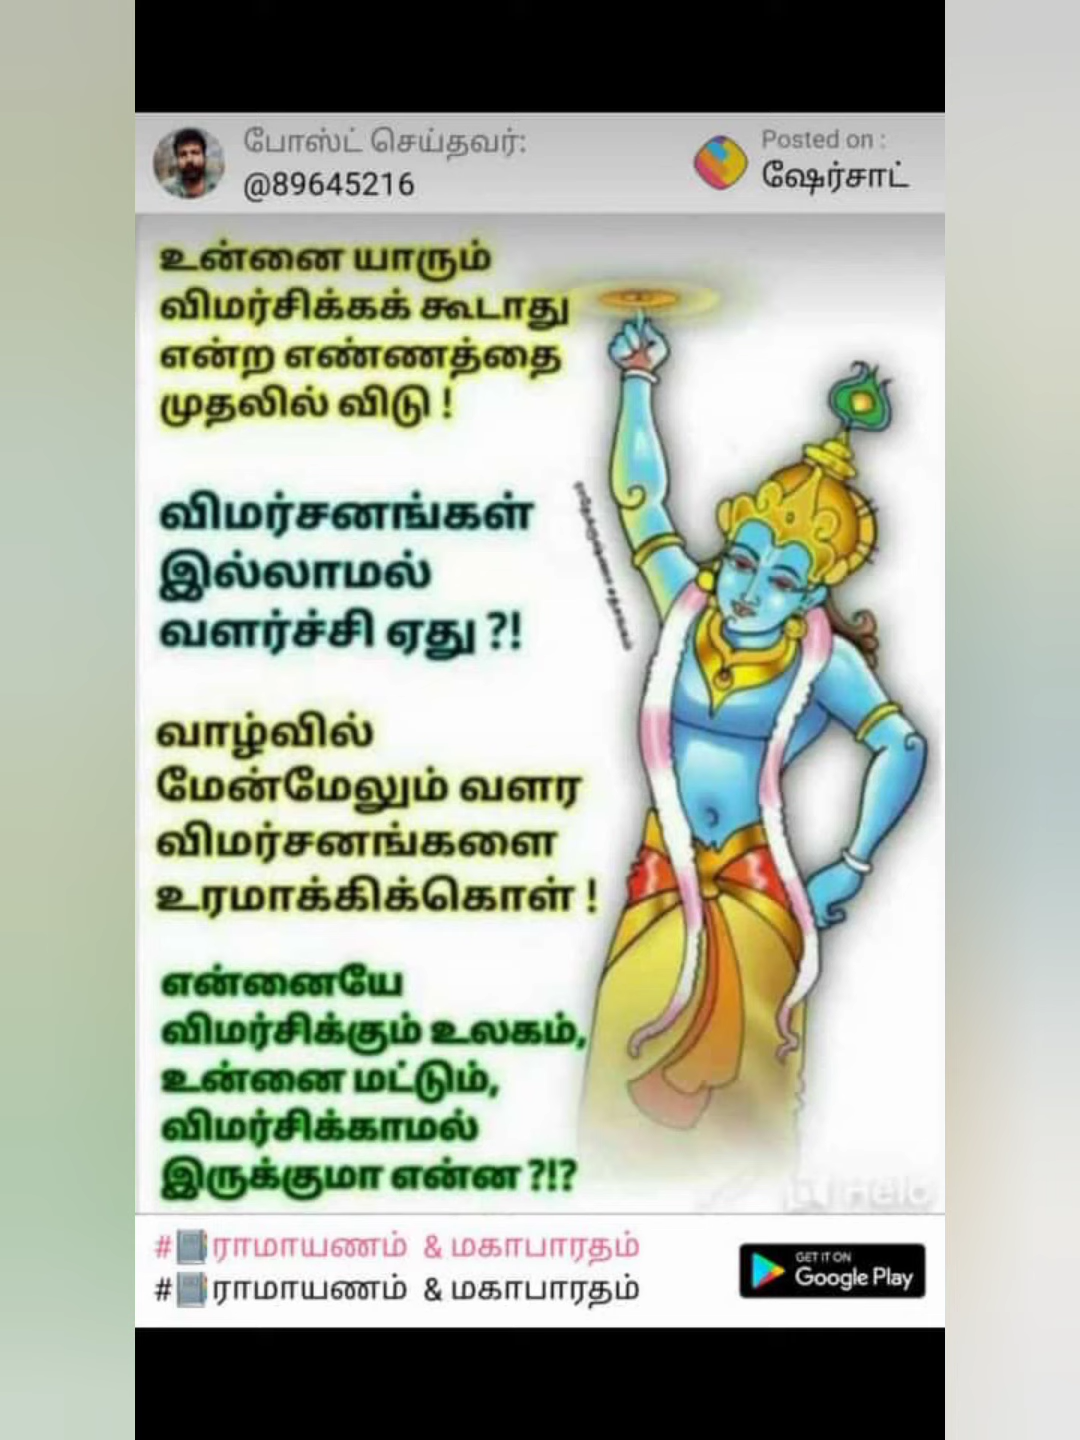 போஸ்ட் செய்தவர்:
@89645216
Posted on :
ஷேர்சாட்
உன்னை யாரும்
விமர்சிக்கக் கூடாது
என்ற எண்ணத்தை
முதலில் விடு !
விமர்சனங்கள்
இல்லாமல்
வளர்ச்சி ஏது ?!
வாழ்வில்
மேன்மேலும் வளர
விமர்சனங்களை
உரமாக்கிக்கொள் !
என்னையே
விமர்சிக்கும் உலகம்,
உன்னை மட்டும்,
விமர்சிக்காமல்
இருக்குமா என்ன ?!?
Helo
#ராமாயணம் & மகாபாரதம்
#ராமாயணம் & மகாபாரதம்
GET IT ON
Google Play